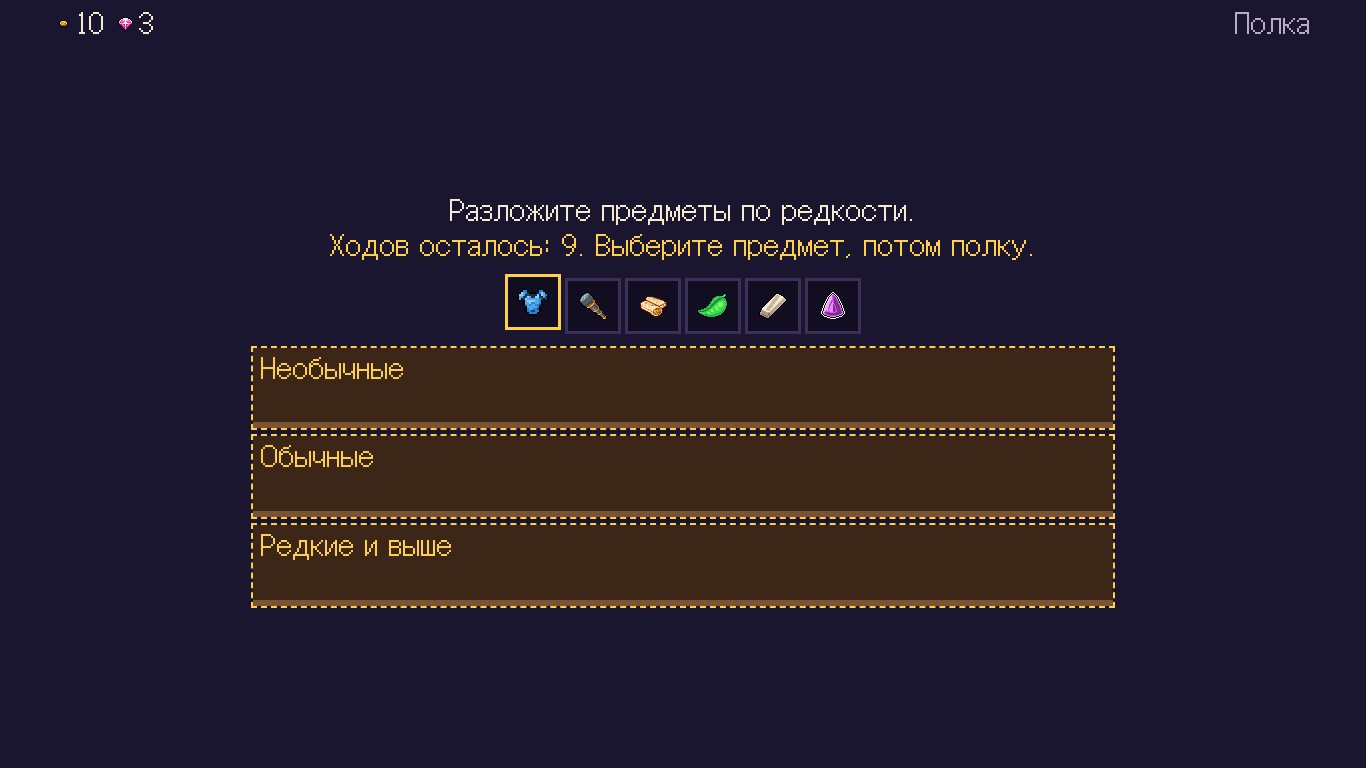 10 3
Полка
Разложите предметы по редкости.
Ходов осталось: 9. Выберите предмет, потом полку.
Необычные
Обычные
Редкие и выше